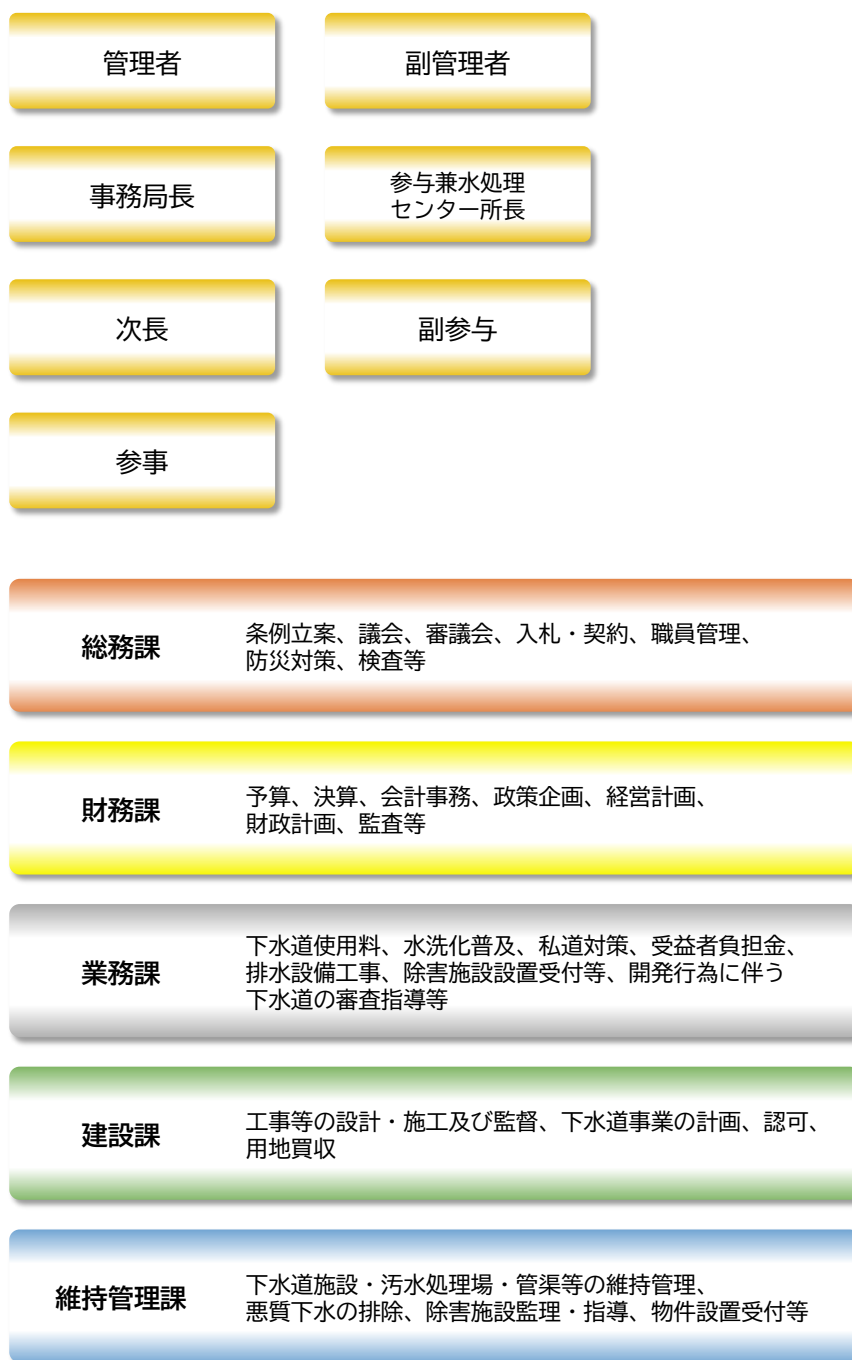 管理者
副管理者
事務局長
参与兼水処理
センター所長
次長
副参与
参事
総務課
条例立案、議会、審議会、入札・契約、職員管理、
防災対策、検査等
財務課
予算、決算、会計事務、政策企画、経営計画、
財政計画、監査等
業務課
下水道使用料、水洗化普及、私道対策、受益者負担金、
排水設備工事、除害施設設置受付等、開発行為に伴う
下水道の審査指導等
建設課
工事等の設計・施工及び監督、下水道事業の計画、認可、
用地買収
維持管理課
下水道施設・汚水処理場・管渠等の維持管理、
悪質下水の排除、除害施設監理・指導、物件設置受付等